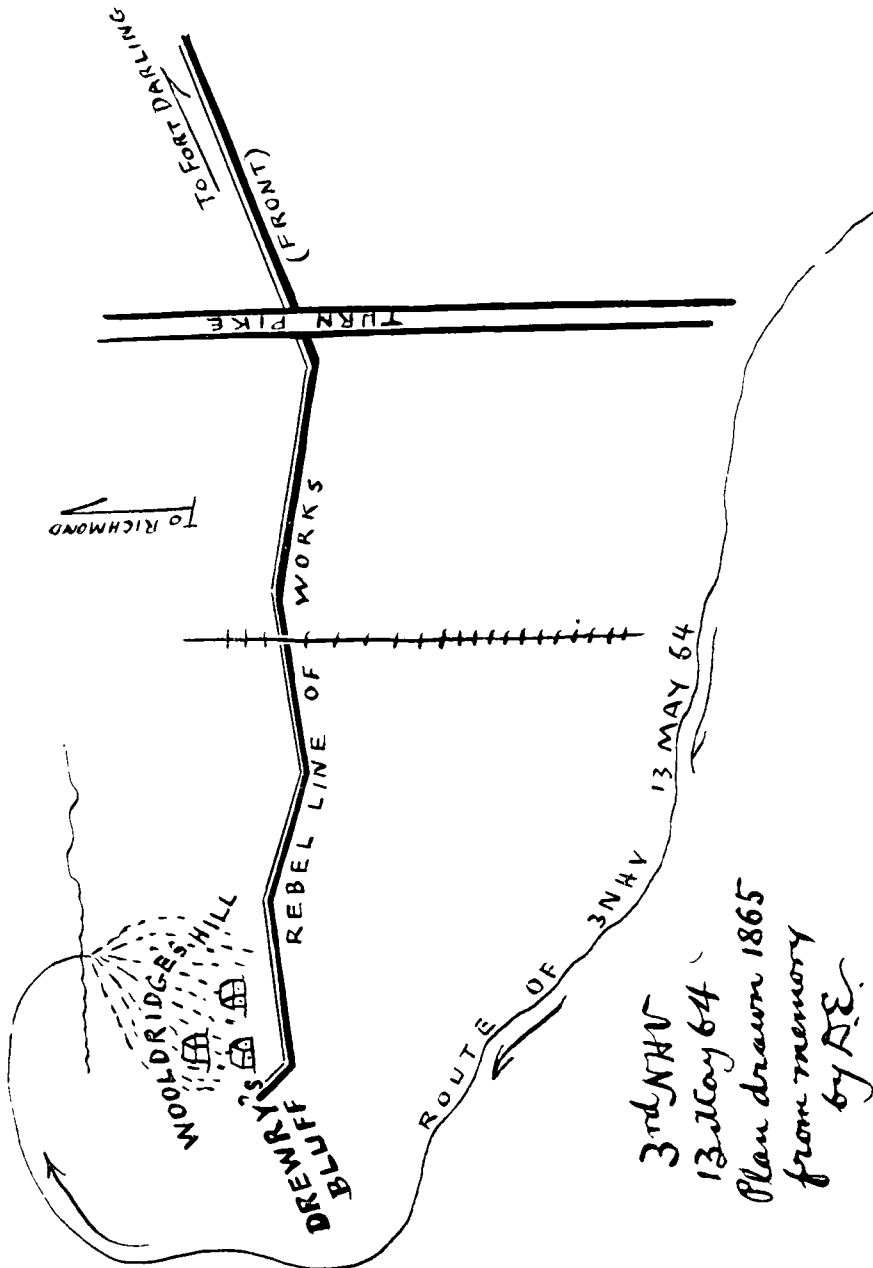 TO FORT DARLING
(FRONT)
TURN PIKE
TO RICHMOND
REBEL LINE OF WORKS
WOOLDRIDGES' HILL
DREWRY'S
BLUFF
ROUTE OF 3NHV 13 MAY 64
3rd NHV
13 May 64
Plan drawn 1865
from memory
by D.E.